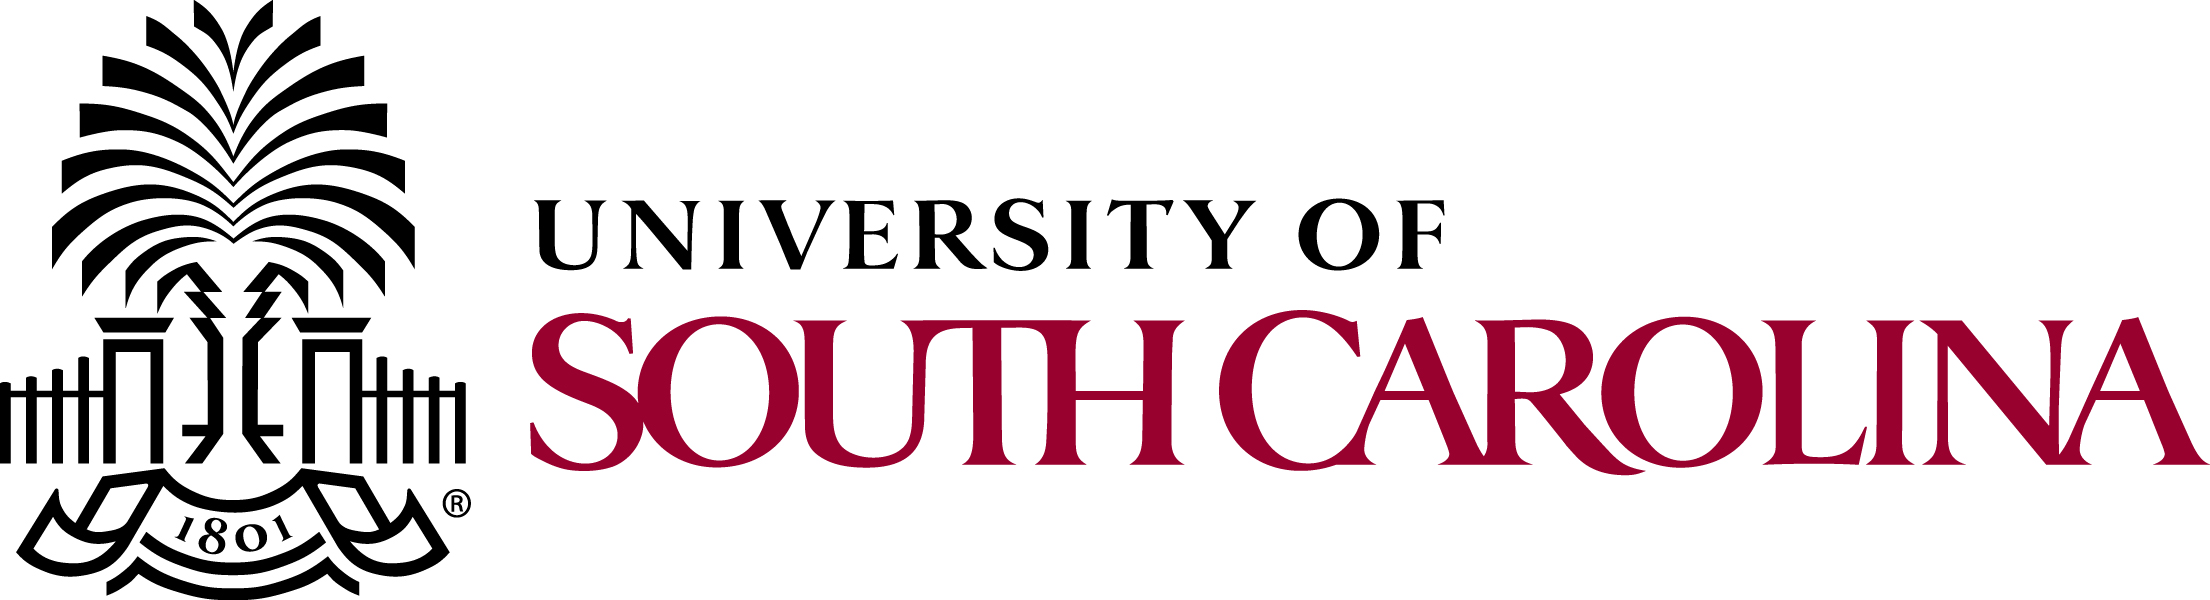 UNIVERSITY OF
SOUTH CAROLINA
1801
®